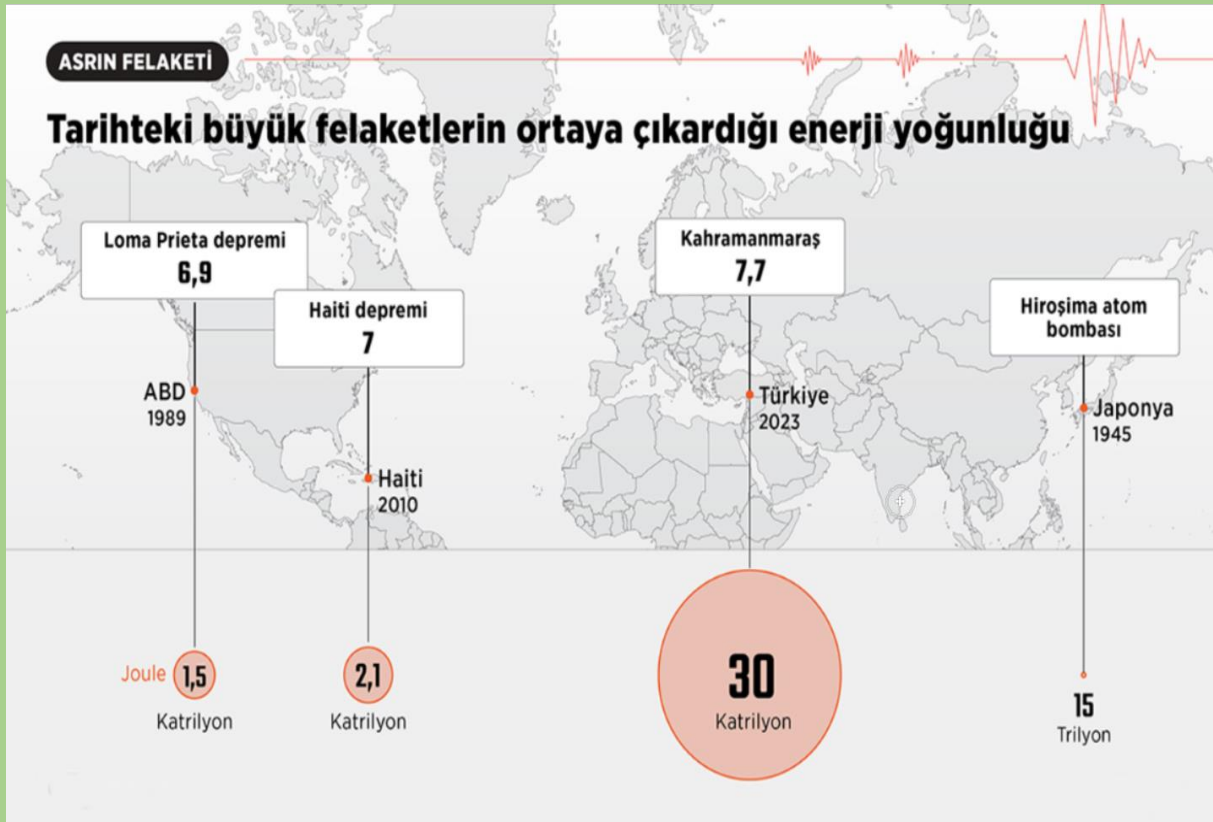 ASRIN FELAKETİ
Tarihteki büyük felaketlerin ortaya çıkardığı enerji yoğunluğu
Loma Prieta depremi
6,9
Haiti depremi
7
Kahramanmaraş
7,7
Hiroşima atom
bombası
ABD
1989
Haiti
2010
Türkiye
2023
Japonya
1945
Joule 1,5
Katrilyon
2,1
Katrilyon
30
Katrilyon
15
Trilyon